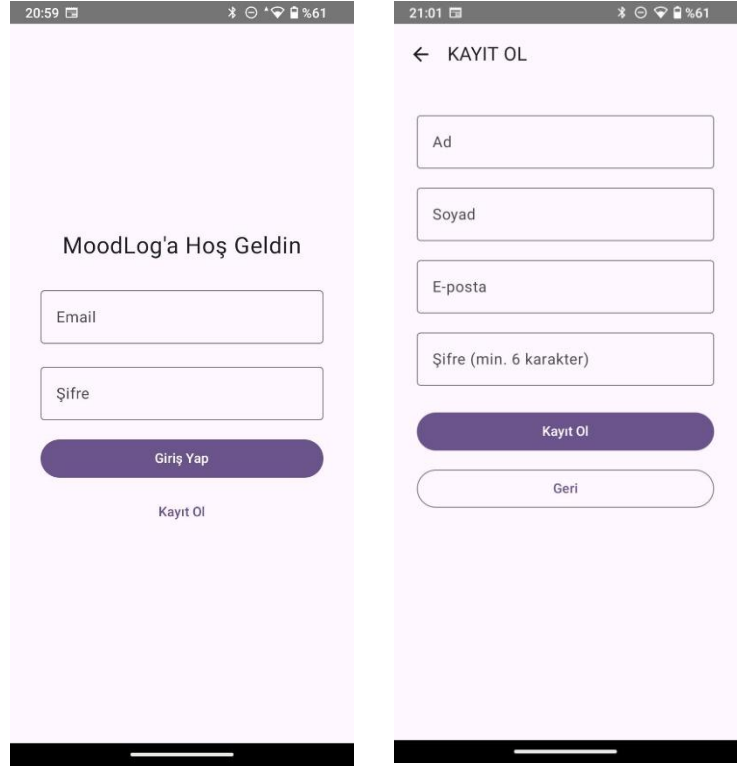 20:59
%61
MoodLog'a Hoş Geldin
Email
Şifre
Giriş Yap
Kayıt Ol
21:01
%61
KAYIT OL
Ad
Soyad
E-posta
Şifre (min. 6 karakter)
Kayıt Ol
Geri